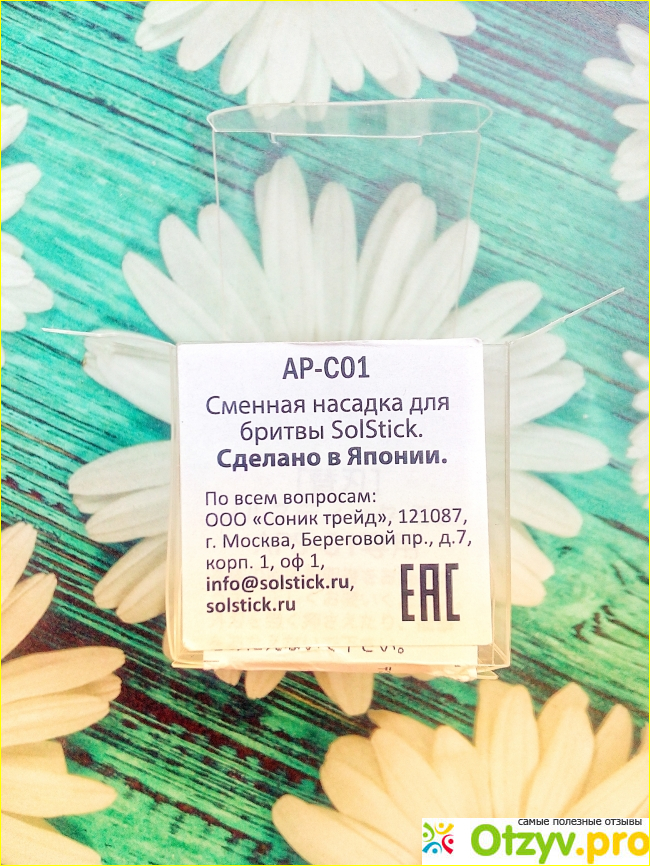 AP-C01
Сменная насадка для
бритвы SolStick.
Сделано в Японии.
По всем вопросам:
ООО «Соник трейд», 121087,
г. Москва, Береговой пр., д.7,
корп. 1, оф 1,
info@solstick.ru,
solstick.ru
EAC
самые полезные отзывы
Otzyv.pro